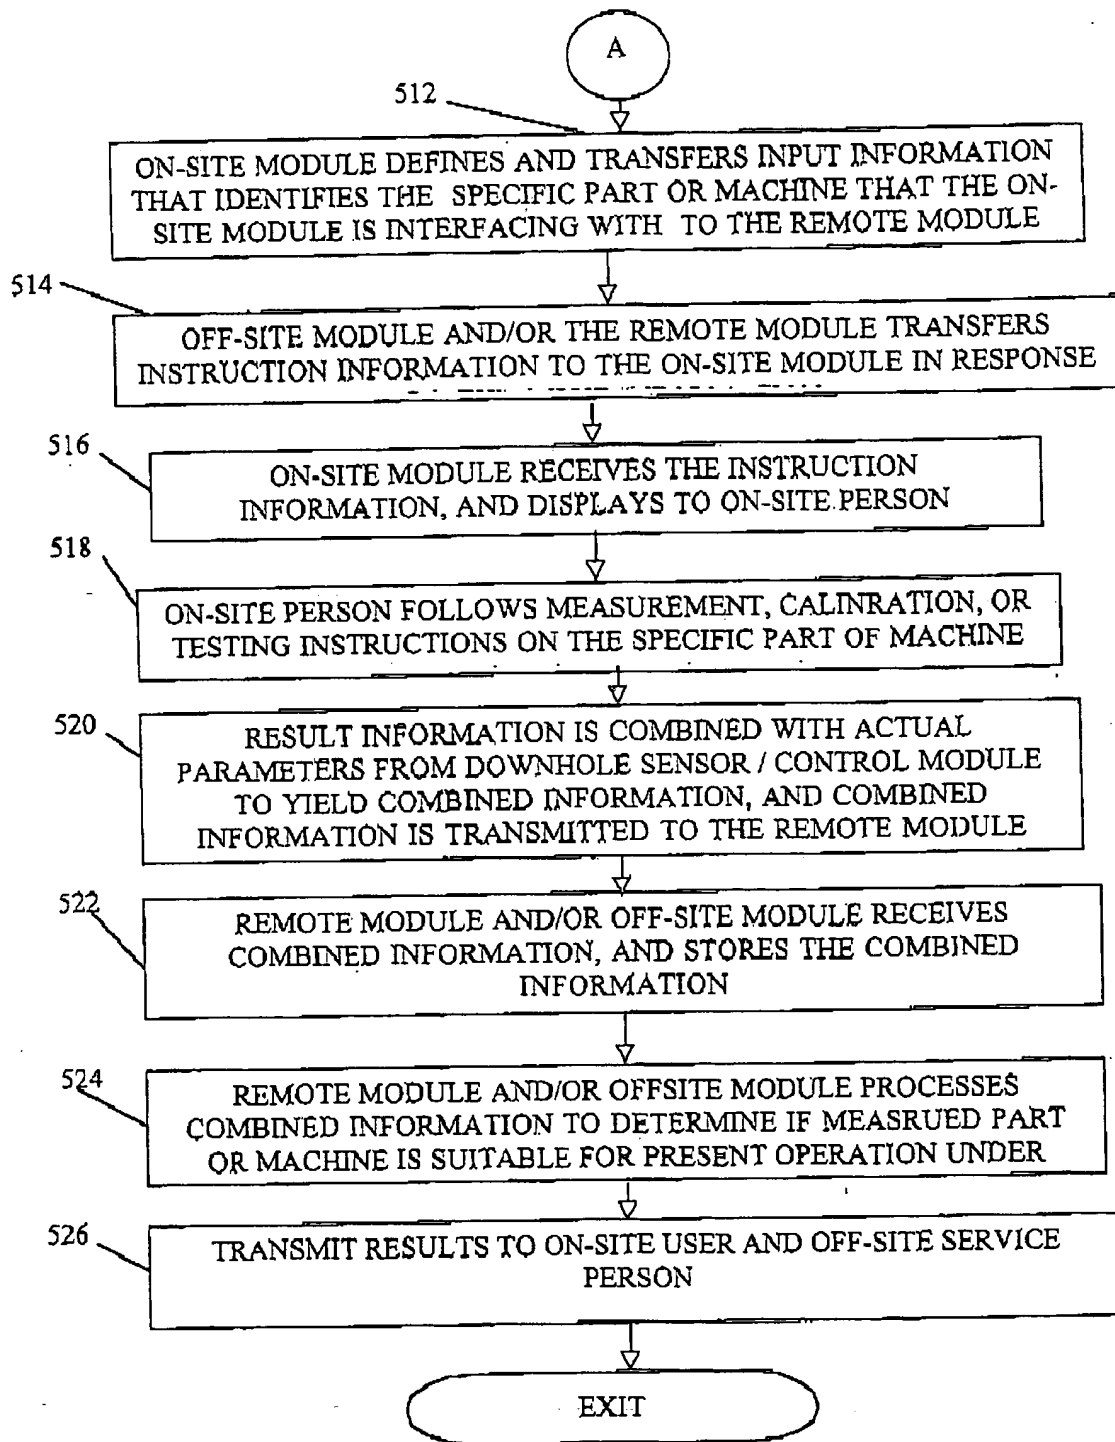 A
512
ON-SITE MODULE DEFINES AND TRANSFERS INPUT INFORMATION
THAT IDENTIFIES THE SPECIFIC PART OR MACHINE THAT THE ON-
SITE MODULE IS INTERFACING WITH TO THE REMOTE MODULE
514
OFF-SITE MODULE AND/OR THE REMOTE MODULE TRANSFERS
INSTRUCTION INFORMATION TO THE ON-SITE MODULE IN RESPONSE
516
ON-SITE MODULE RECEIVES THE INSTRUCTION
INFORMATION, AND DISPLAYS TO ON-SITE PERSON
518
ON-SITE PERSON FOLLOWS MEASUREMENT, CALINRATION, OR
TESTING INSTRUCTIONS ON THE SPECIFIC PART OF MACHINE
520
RESULT INFORMATION IS COMBINED WITH ACTUAL
PARAMETERS FROM DOWNHOLE SENSOR / CONTROL MODULE
TO YIELD COMBINED INFORMATION, AND COMBINED
INFORMATION IS TRANSMITTED TO THE REMOTE MODULE
522
REMOTE MODULE AND/OR OFF-SITE MODULE RECEIVES
COMBINED INFORMATION, AND STORES THE COMBINED
INFORMATION
524
REMOTE MODULE AND/OR OFFSITE MODULE PROCESSES
COMBINED INFORMATION TO DETERMINE IF MEASRUED PART
OR MACHINE IS SUITABLE FOR PRESENT OPERATION UNDER
526
TRANSMIT RESULTS TO ON-SITE USER AND OFF-SITE SERVICE
PERSON
EXIT